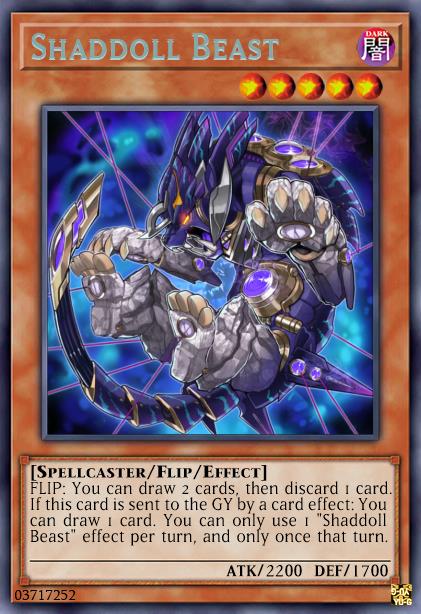 SHADDOLL BEAST
DARK
闇
[SPELLCASTER/FLIP/EFFECT]
FLIP: You can draw 2 cards, then discard 1 card.
If this card is sent to the GY by a card effect: You
can draw 1 card. You can only use 1 "Shaddoll
Beast" effect per turn, and only once that turn.
ATK/2200 DEF/1700
03717252